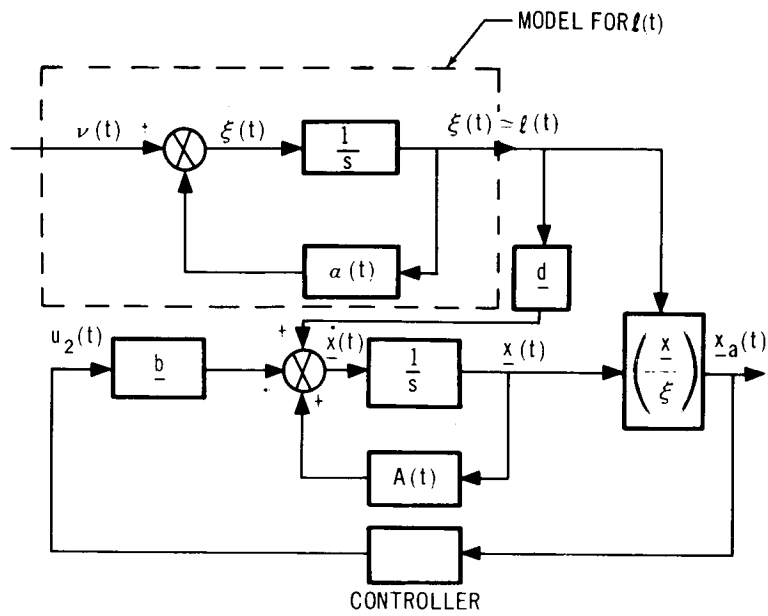 MODEL FOR ℓ(t)
ν(t) + ξ(t) 1/s ξ(t) = ℓ(t)
a(t)
d
u₂(t) b + + ẋ(t) 1/s x(t) (x / ξ) xₐ(t)
A(t)
CONTROLLER